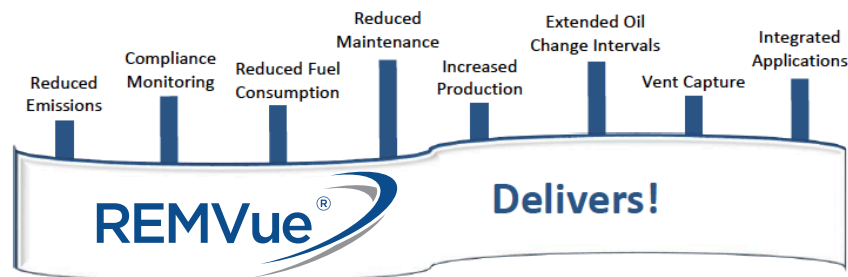 Reduced
Emissions
Compliance
Monitoring
Reduced Fuel
Consumption
Reduced
Maintenance
Increased
Production
Extended Oil
Change Intervals
Vent Capture
Integrated
Applications
REMVue®
Delivers!